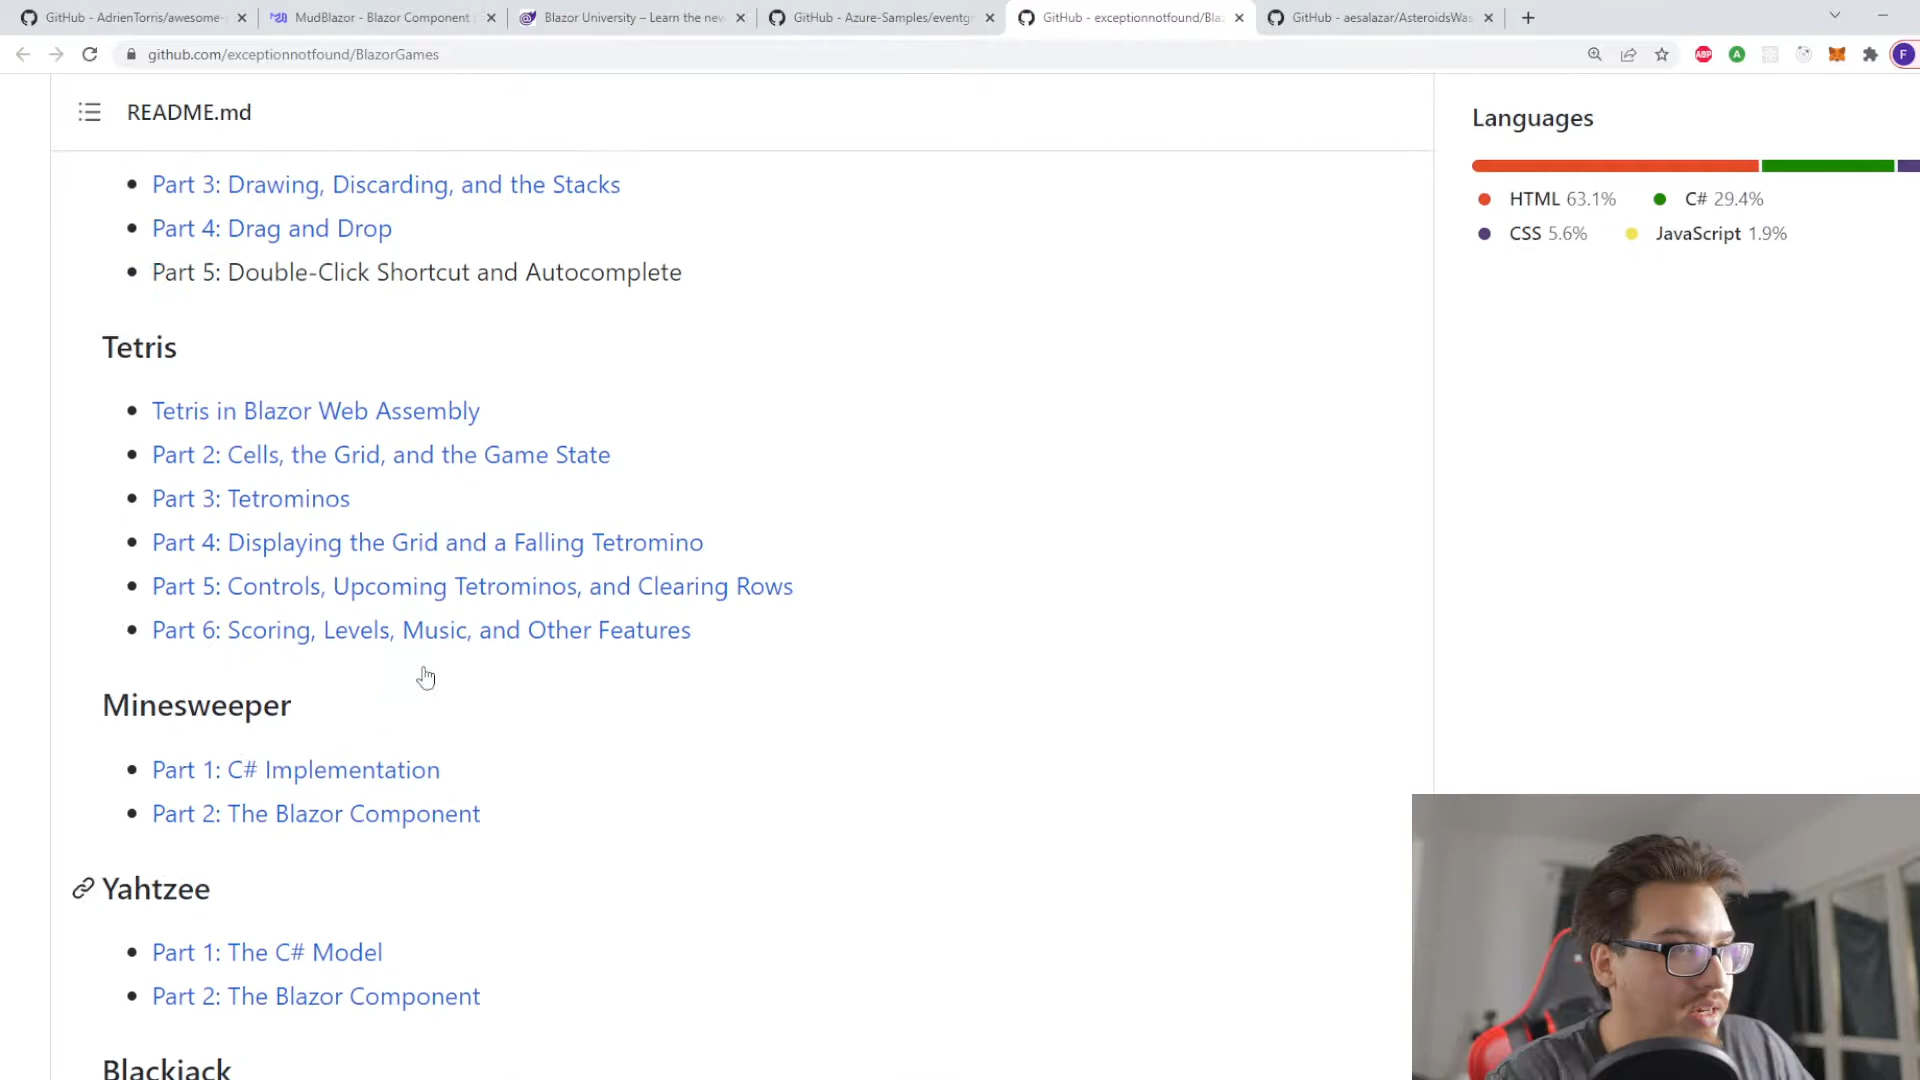 GitHub - AdrienTorris/awesome-
MudBlazor - Blazor Component
Blazor University – Learn the new
GitHub - Azure-Samples/eventg
GitHub - exceptionnotfound/Bla
GitHub - aesalazar/AsteroidsWas
github.com/exceptionnotfound/BlazorGames
ABP
A
F
README.md
Part 3: Drawing, Discarding, and the Stacks
Part 4: Drag and Drop
Part 5: Double-Click Shortcut and Autocomplete
Tetris
Tetris in Blazor Web Assembly
Part 2: Cells, the Grid, and the Game State
Part 3: Tetrominos
Part 4: Displaying the Grid and a Falling Tetromino
Part 5: Controls, Upcoming Tetrominos, and Clearing Rows
Part 6: Scoring, Levels, Music, and Other Features
Minesweeper
Part 1: C# Implementation
Part 2: The Blazor Component
Yahtzee
Part 1: The C# Model
Part 2: The Blazor Component
Blackjack
Languages
HTML 63.1%
C# 29.4%
CSS 5.6%
JavaScript 1.9%